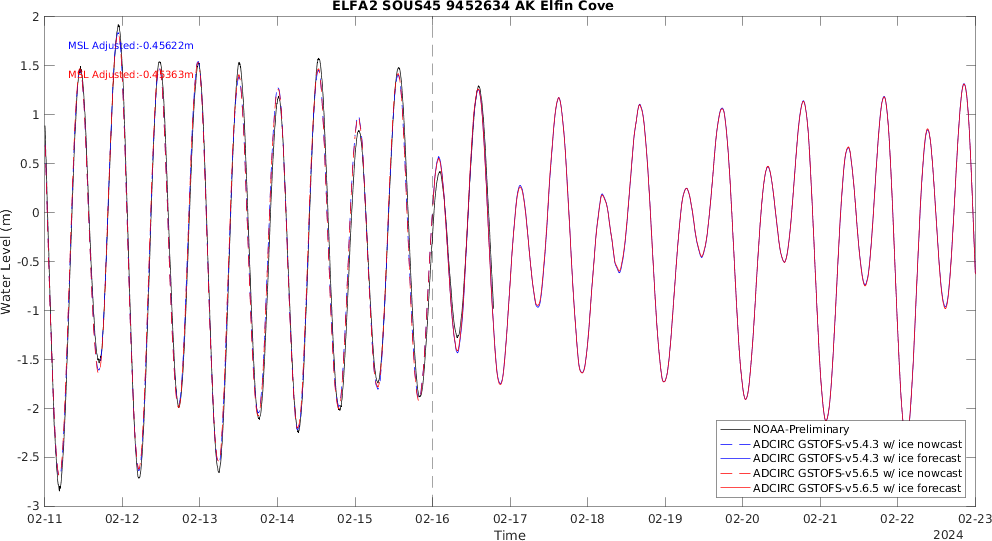 ELFA2 SOUS45 9452634 AK Elfin Cove
MSL Adjusted:-0.45622m
MSL Adjusted:-0.45363m
Water Level (m)
2
1.5
1
0.5
0
-0.5
-1
-1.5
-2
-2.5
-3
NOAA-Preliminary
ADCIRC GSTOFS-v5.4.3 w/ ice nowcast
ADCIRC GSTOFS-v5.4.3 w/ ice forecast
ADCIRC GSTOFS-v5.6.5 w/ ice nowcast
ADCIRC GSTOFS-v5.6.5 w/ ice forecast
02-11 02-12 02-13 02-14 02-15 02-16 02-17 02-18 02-19 02-20 02-21 02-22 02-23
Time
2024